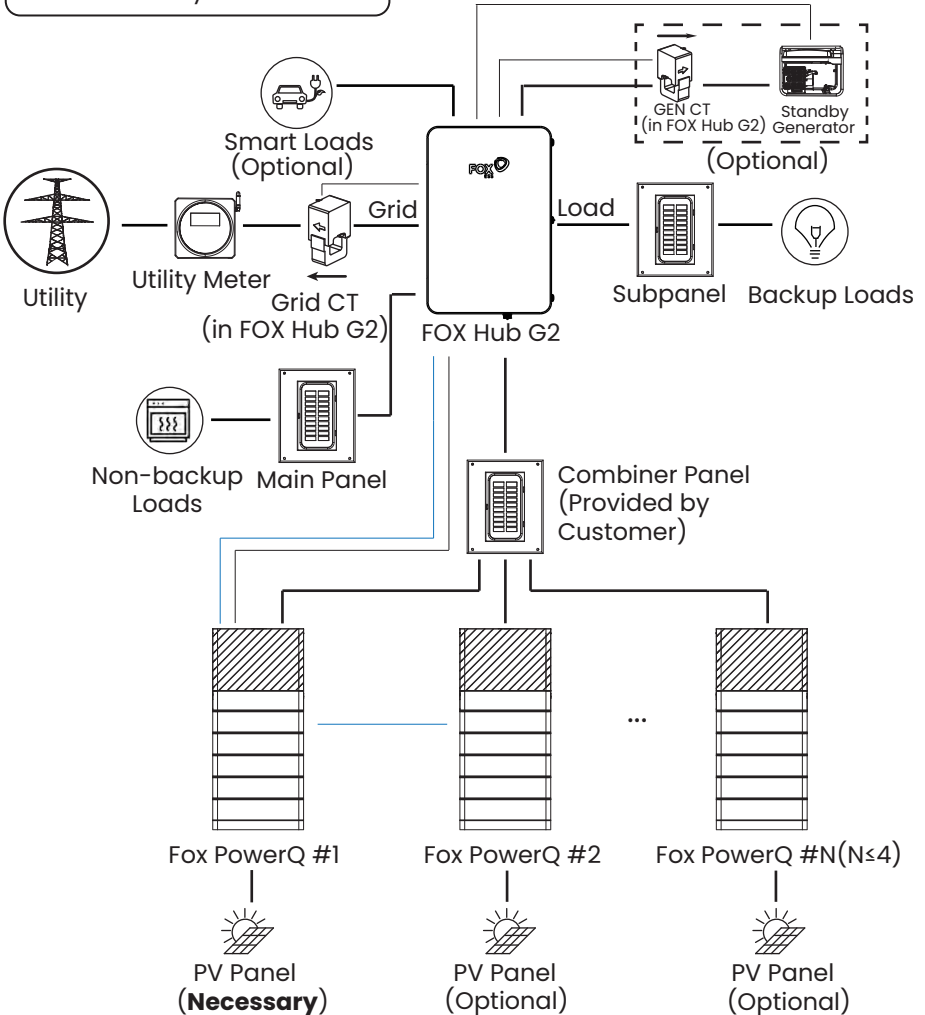 GEN CT
(in FOX Hub G2)
Standby
Generator
(Optional)
Smart Loads
(Optional)
FOX
ESS
Grid
Load
Utility
Utility Meter
Grid CT
(in FOX Hub G2)
FOX Hub G2
Subpanel
Backup Loads
Non-backup
Loads
Main Panel
Combiner Panel
(Provided by
Customer)
...
Fox PowerQ #1
Fox PowerQ #2
Fox PowerQ #N(N≤4)
PV Panel
(Necessary)
PV Panel
(Optional)
PV Panel
(Optional)